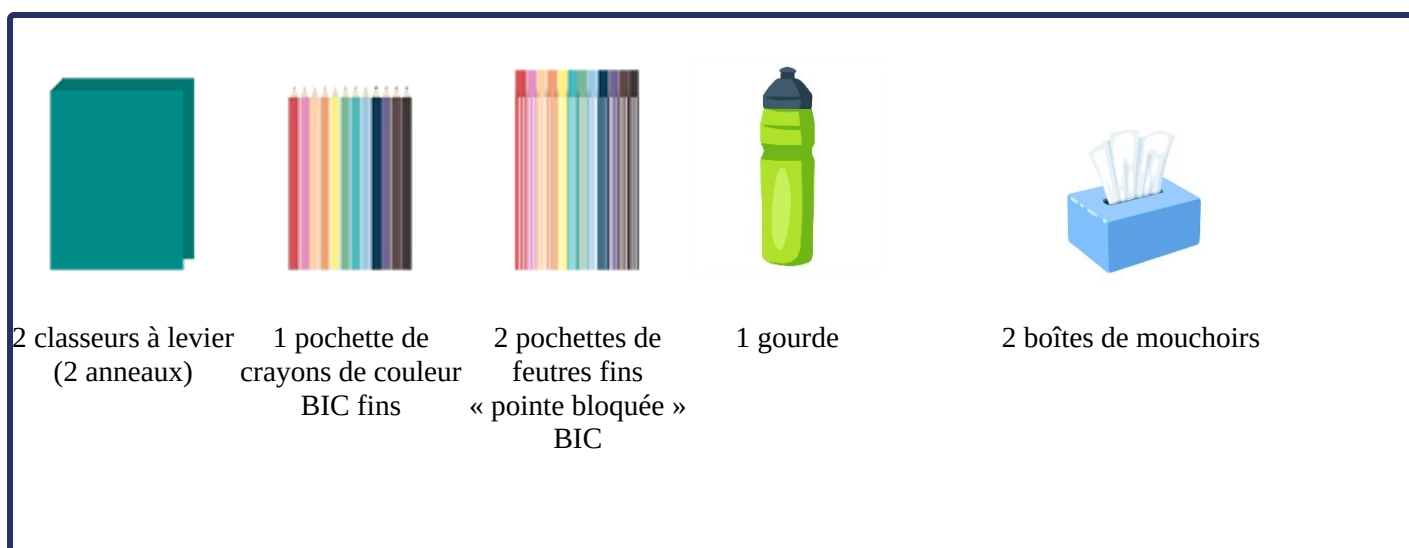 2 classeurs à levier
(2 anneaux)
1 pochette de
crayons de couleur
BIC fins
2 pochettes de
feutres fins
« pointe bloquée »
BIC
1 gourde
2 boîtes de mouchoirs